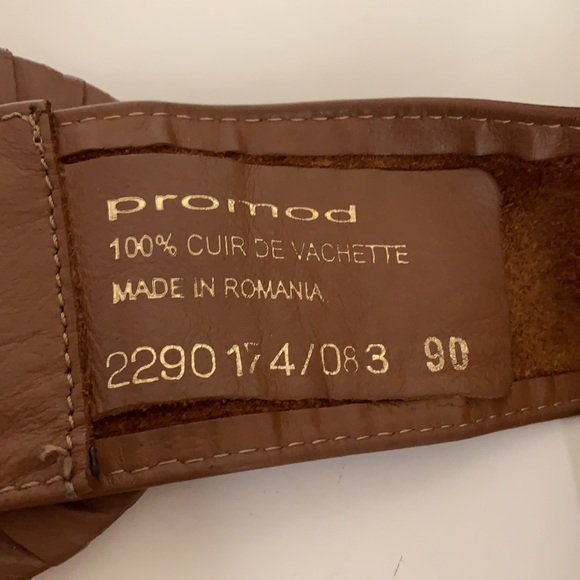 promod
100% CUIR DE VACHETTE
MADE IN ROMANIA
2290174/083 90